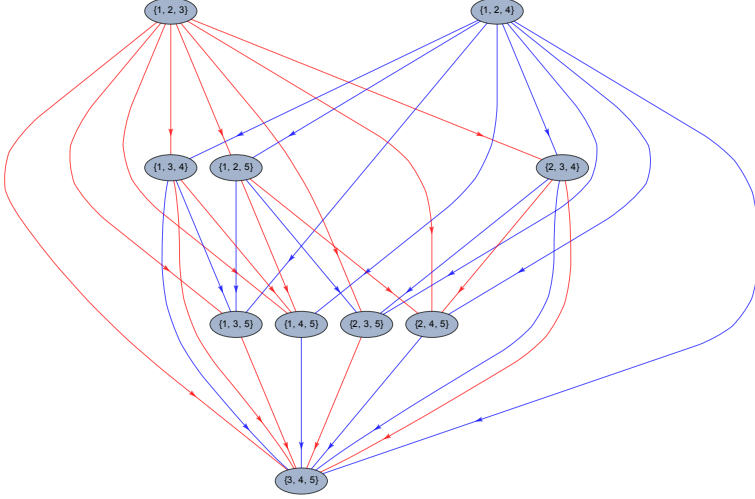 {1, 2, 3}
{1, 2, 4}
{1, 3, 4}
{1, 2, 5}
{2, 3, 4}
{1, 3, 5}
{1, 4, 5}
{2, 3, 5}
{2, 4, 5}
{3, 4, 5}